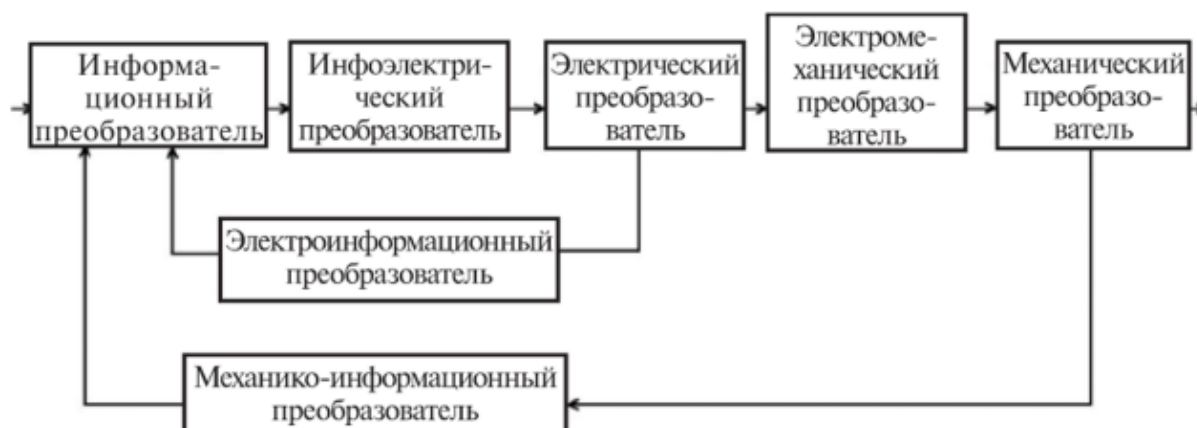 Информа-
ционный
преобразователь
Инфоэлектри-
ческий
преобразователь
Электрический
преобразо-
ватель
Электроме-
ханический
преобразо-
ватель
Механический
преобразо-
ватель
Электроинформационный
преобразователь
Механико-информационный
преобразователь